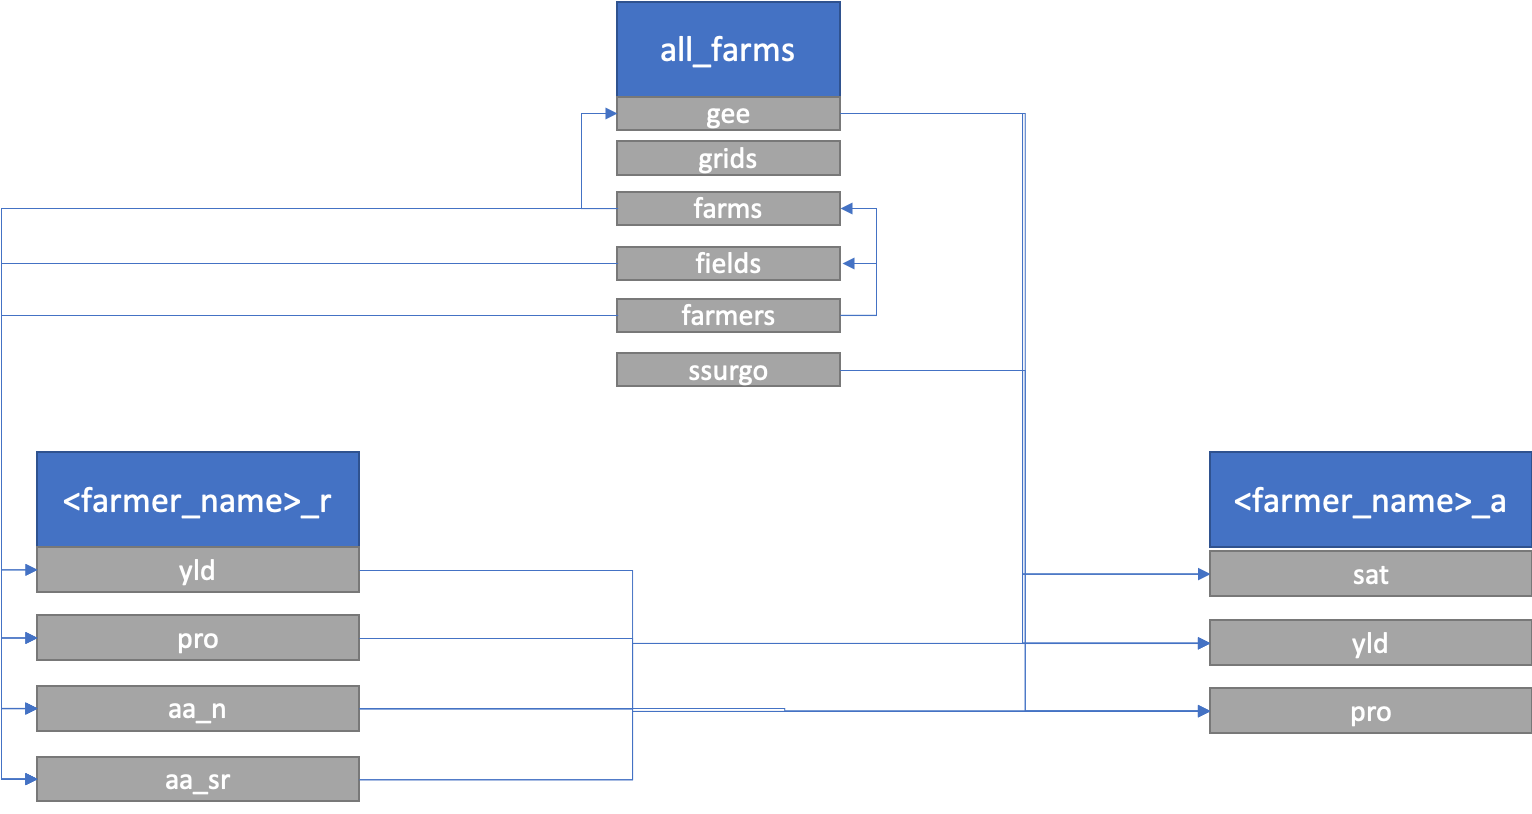 all_farms
gee
grids
farms
fields
farmers
ssurgo
<farmer_name>_r
yld
pro
aa_n
aa_sr
<farmer_name>_a
sat
yld
pro